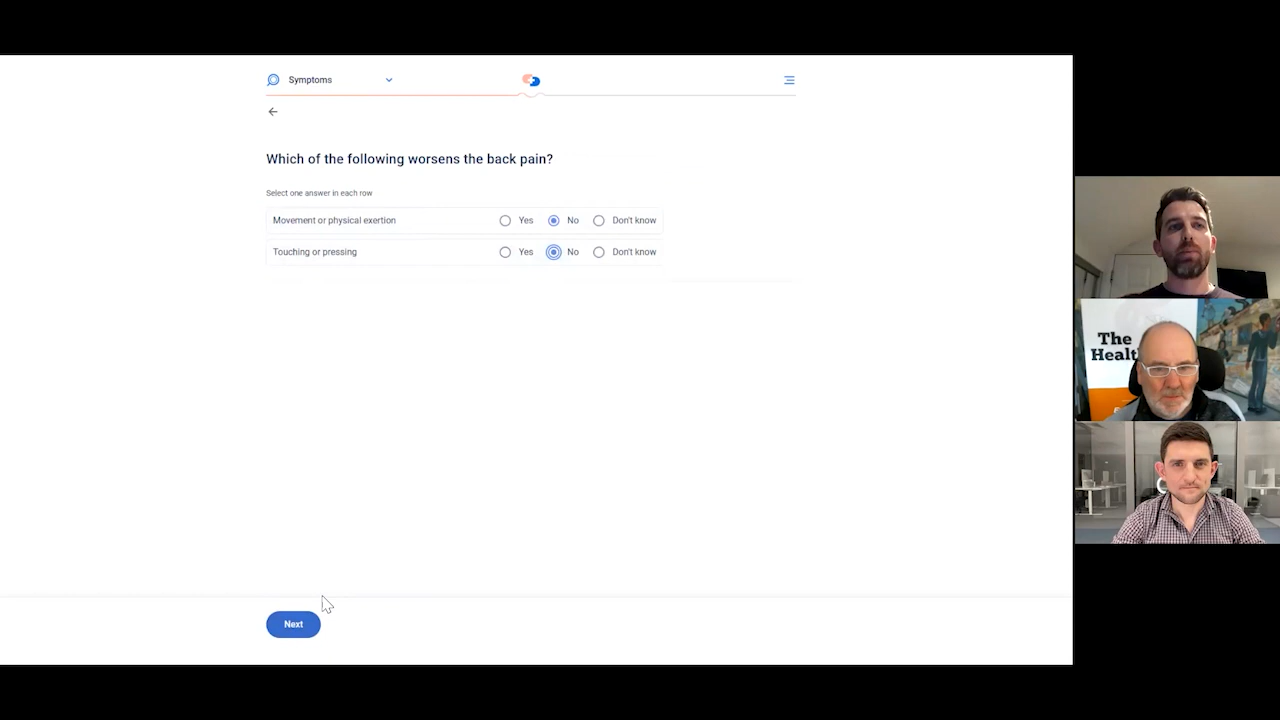 Symptoms
Which of the following worsens the back pain?
Select one answer in each row
Movement or physical exertion Yes No Don't know
Touching or pressing Yes No Don't know
Next
The
Healt